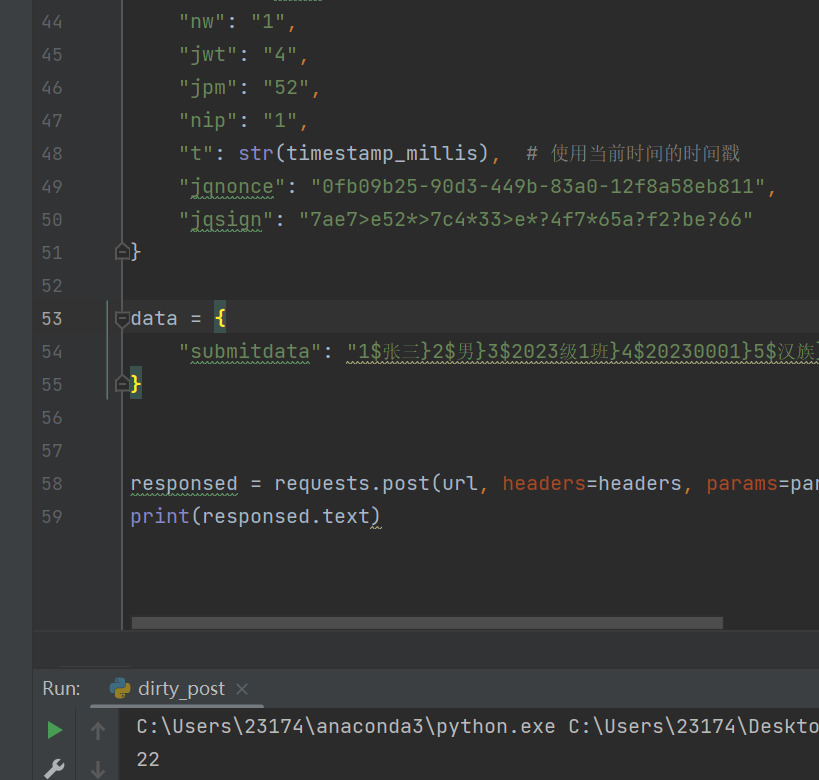 44 "nw": "1",
45 "jwt": "4",
46 "jpm": "52",
47 "nip": "1",
48 "t": str(timestamp_millis),  # 使用当前时间的时间戳
49 "jqnonce": "0fb09b25-90d3-449b-83a0-12f8a58eb811",
50 "jqsign": "7ae7>e52*>7c4*33>e*?4f7*65a?f2?be?66"
51 }
52
53 data = {
54 "submitdata": "1$张三}2$男}3$2023级1班}4$20230001}5$汉族}
55 }
56
57
58 responsed = requests.post(url, headers=headers, params=par
59 print(responsed.text)
Run: dirty_post
C:\Users\23174\anaconda3\python.exe C:\Users\23174\Deskto
22